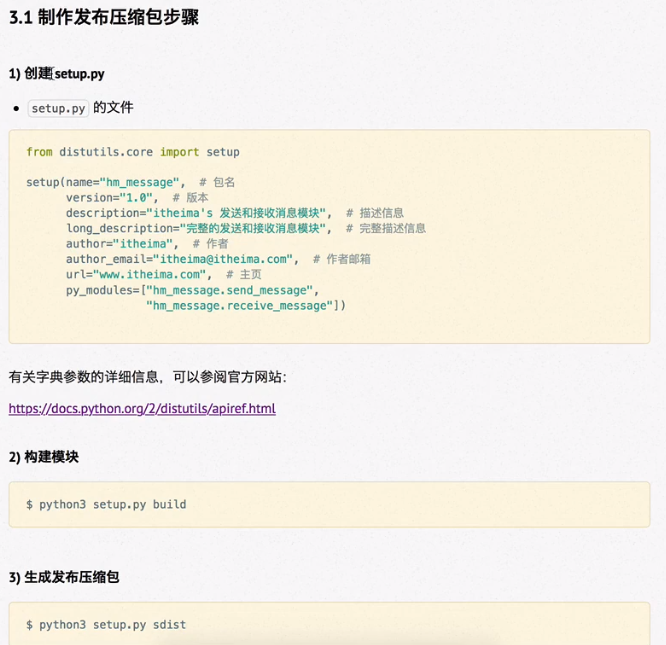 3.1 制作发布压缩包步骤
1) 创建 setup.py
• setup.py 的文件
from distutils.core import setup
setup(name="hm_message",  # 包名
      version="1.0",  # 版本
      description="itheima's 发送和接收消息模块",  # 描述信息
      long_description="完整的发送和接收消息模块",  # 完整描述信息
      author="itheima",  # 作者
      author_email="itheima@itheima.com",  # 作者邮箱
      url="www.itheima.com",  # 主页
      py_modules=["hm_message.send_message",
                  "hm_message.receive_message"])
有关字典参数的详细信息，可以参阅官方网站：
https://docs.python.org/2/distutils/apiref.html
2) 构建模块
$ python3 setup.py build
3) 生成发布压缩包
$ python3 setup.py sdist